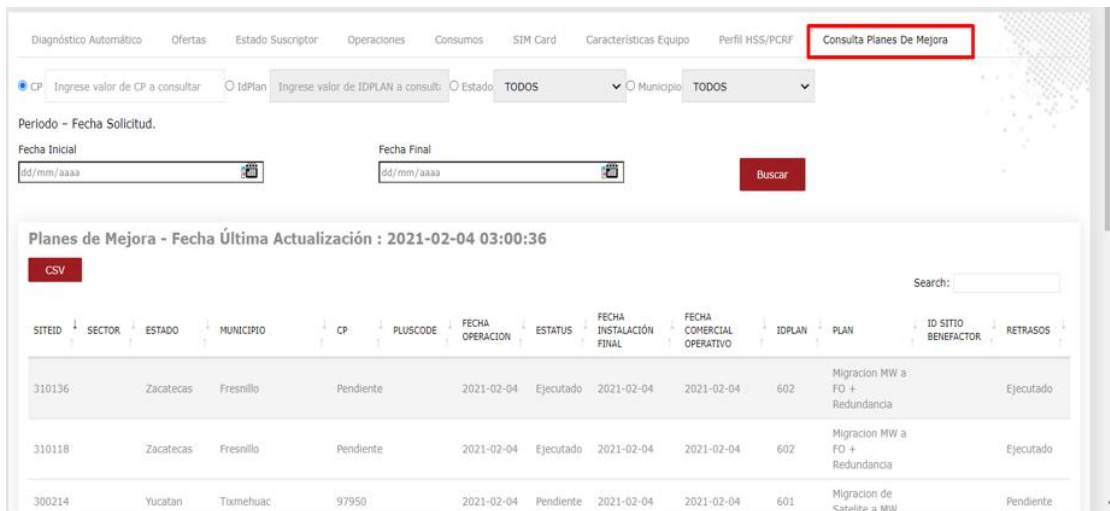 Diagnóstico Automático Ofertas Estado Suscriptor Operaciones Consumos SIM Card Características Equipo Perfil HSS/PCRF Consulta Planes De Mejora
CP Ingrese valor de CP a consultar IdPlan Ingrese valor de IDPLAN a consulta Estado TODOS Municipio TODOS
Periodo – Fecha Solicitud.
Fecha Inicial Fecha Final
dd/mm/aaaa dd/mm/aaaa
Buscar
Planes de Mejora - Fecha Última Actualización : 2021-02-04 03:00:36
CSV
Search:
SITEID SECTOR ESTADO MUNICIPIO CP PLUSCODE FECHA OPERACION ESTATUS FECHA INSTALACIÓN FINAL FECHA COMERCIAL OPERATIVO IDPLAN PLAN ID SITIO BENEFACTOR RETRASOS
310136 Zacatecas Fresnillo Pendiente 2021-02-04 Ejecutado 2021-02-04 2021-02-04 602 Migracion MW a FO + Redundancia Ejecutado
310118 Zacatecas Fresnillo Pendiente 2021-02-04 Ejecutado 2021-02-04 2021-02-04 602 Migracion MW a FO + Redundancia Ejecutado
300214 Yucatan Tixmehuac 97950 2021-02-04 Pendiente 2021-02-04 2021-02-04 601 Migracion de Satelite a MW Pendiente